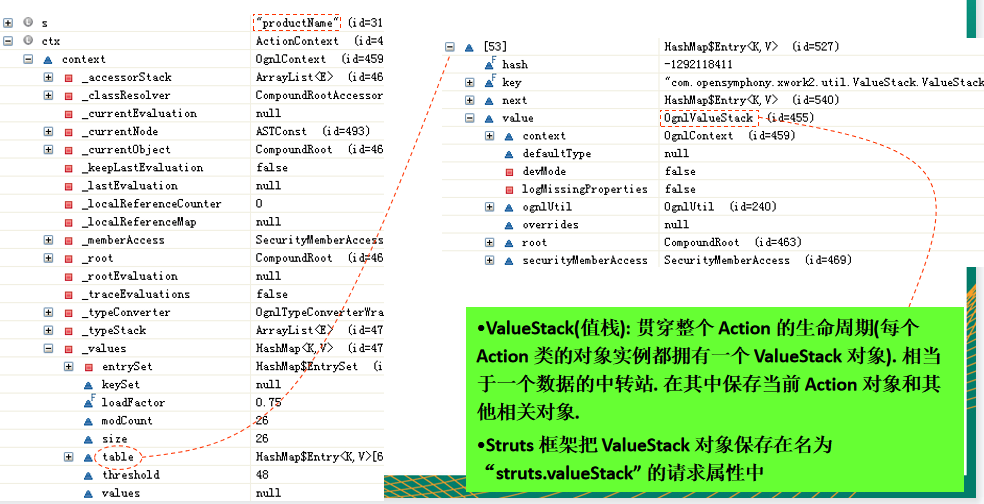 s "productName" (id=31
ctx ActionContext (id=4
context OgnlContext (id=459
_accessorStack ArrayList<E> (id=46
_classResolver CompoundRootAccessor
_currentEvaluation null
_currentNode ASTConst (id=493)
_currentObject CompoundRoot (id=46
_keepLastEvaluation false
_lastEvaluation null
_localReferenceCounter 0
_localReferenceMap null
_memberAccess SecurityMemberAccess
_root CompoundRoot (id=46
_rootEvaluation null
_traceEvaluations false
_typeConverter OgnlTypeConverterWra
_typeStack ArrayList<E> (id=47
_values HashMap<K,V> (id=47
entrySet HashMap$EntrySet (i
keySet null
loadFactor 0.75
modCount 26
size 26
table HashMap$Entry<K,V>[6
threshold 48
values null
[53] HashMap$Entry<K,V> (id=527)
hash -1292118411
key "com.opensymphony.xwork2.util.ValueStack.ValueStack
next HashMap$Entry<K,V> (id=540)
value OgnlValueStack (id=455)
context OgnlContext (id=459)
defaultType null
devMode false
logMissingProperties false
ognlUtil OgnlUtil (id=240)
overrides null
root CompoundRoot (id=463)
securityMemberAccess SecurityMemberAccess (id=469)
•ValueStack(值栈): 贯穿整个 Action 的生命周期(每个
Action 类的对象实例都拥有一个 ValueStack 对象). 相当
于一个数据的中转站. 在其中保存当前 Action 对象和其
他相关对象.
•Struts 框架把 ValueStack 对象保存在名为
“struts.valueStack” 的请求属性中